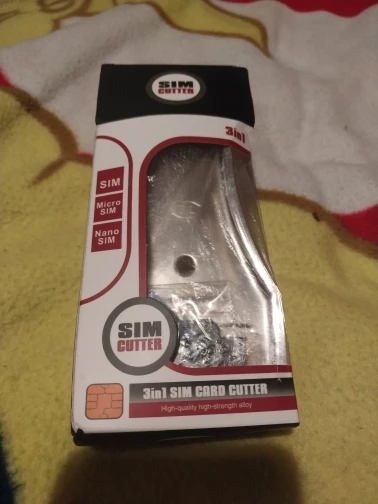 SIM
CUTTER
3in1
SIM
Micro
SIM
Nano
SIM
SIM
CUTTER
3in1 SIM CARD CUTTER
High-quality high-strength alloy